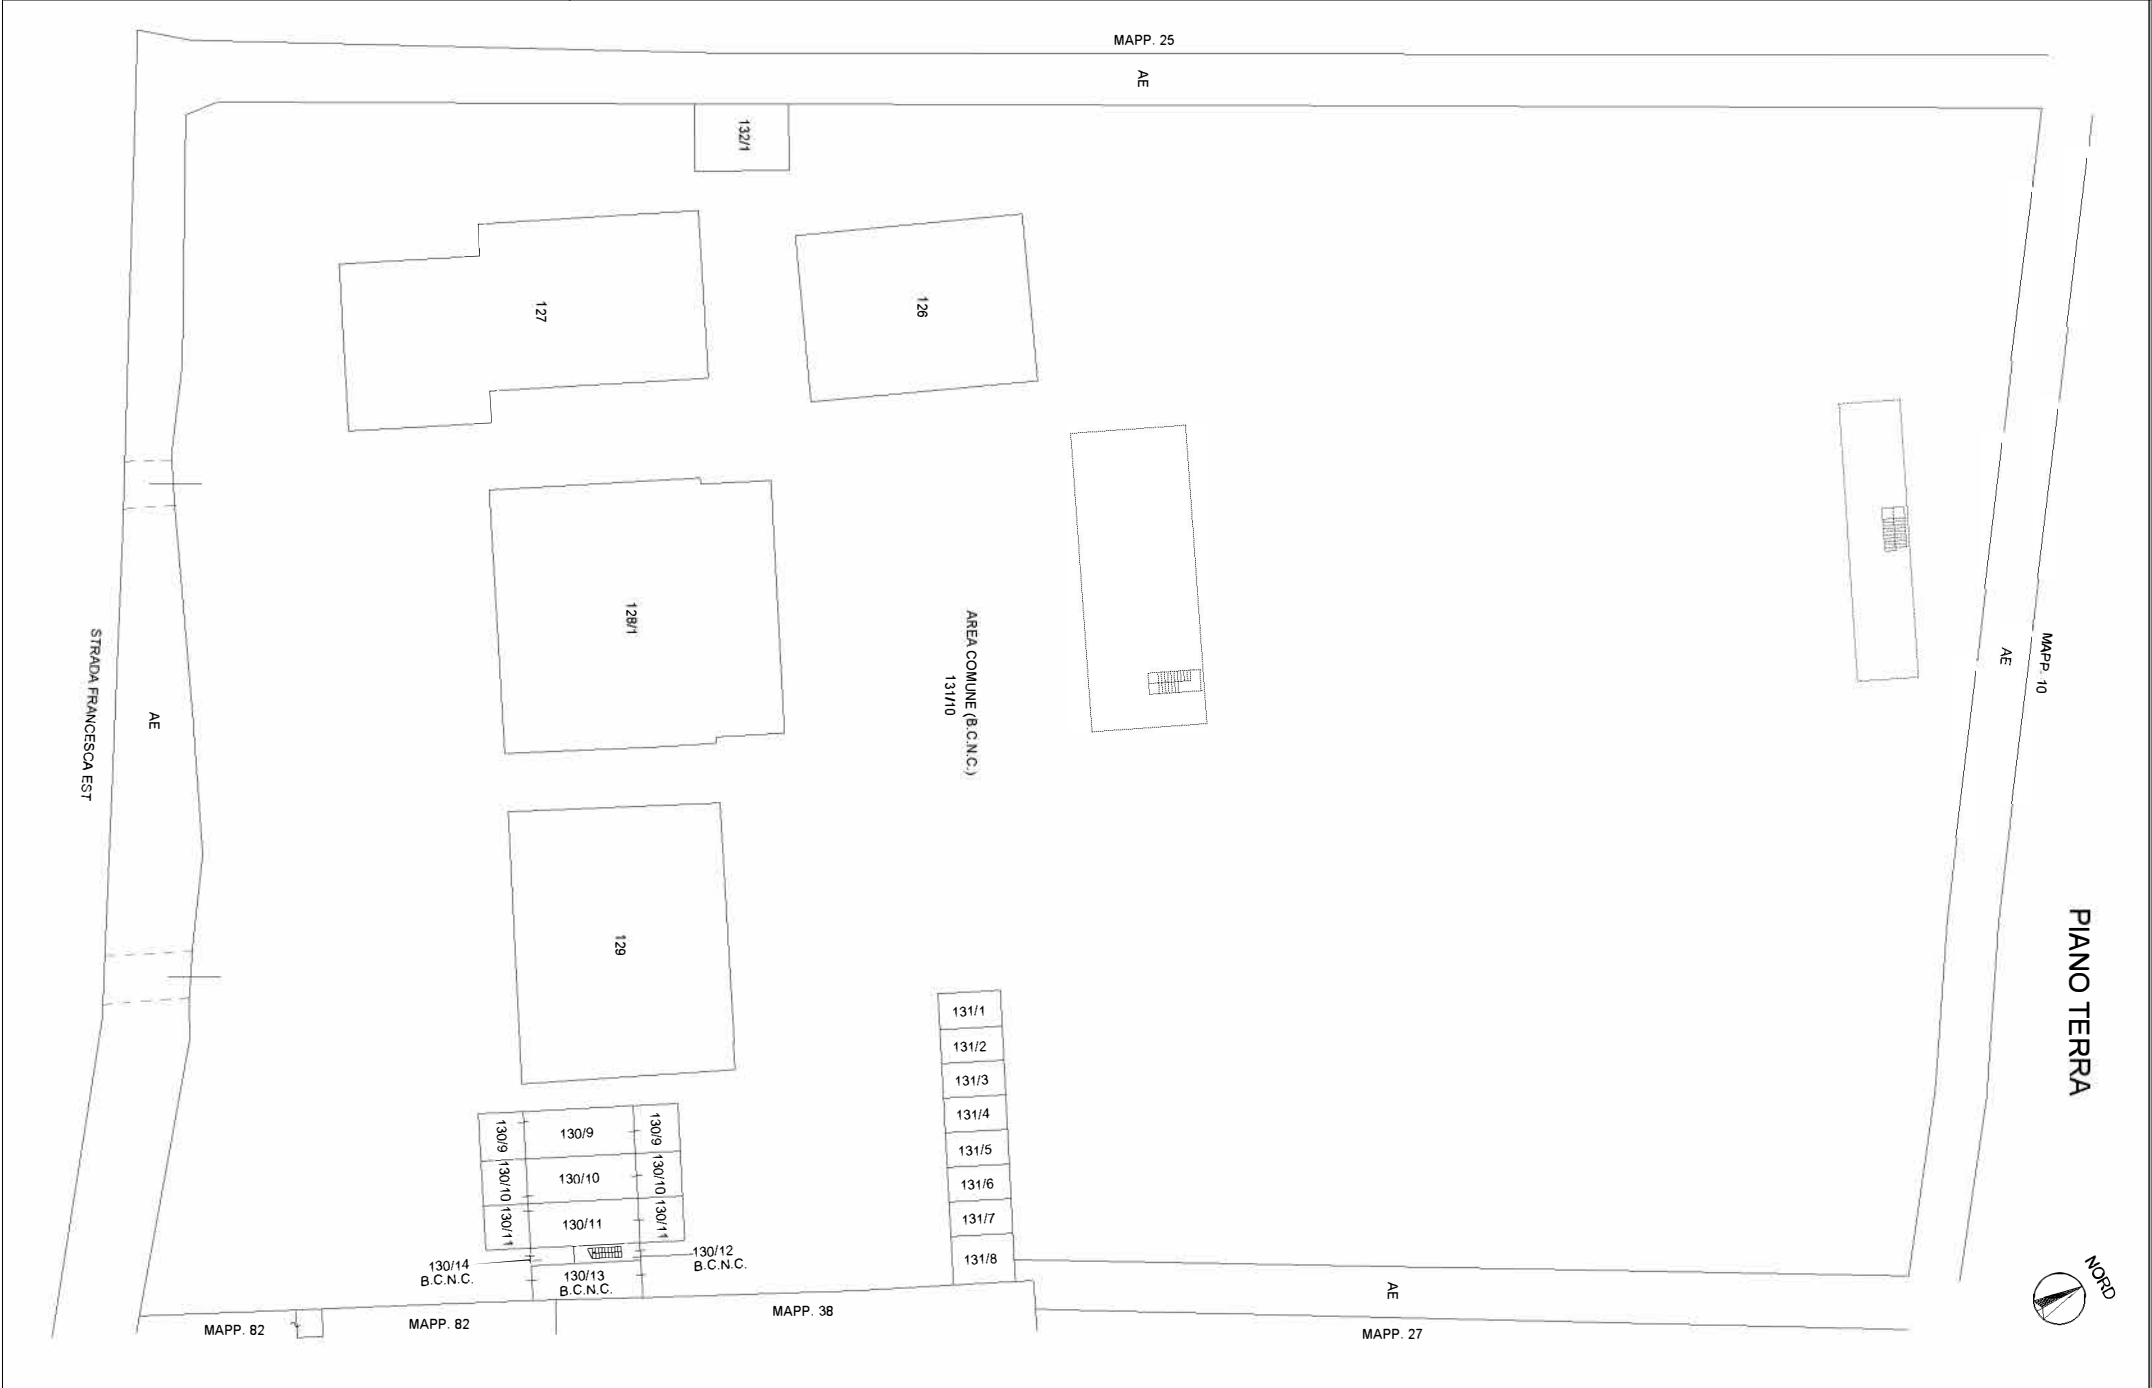 MAPP. 25
AE
132/1
127
126
128/1
AREA COMUNE (B.C.N.C.)
131/10
STRADA FRANCESCA EST
AE
AE
MAPP. 10
PIANO TERRA
129
131/1
131/2
131/3
131/4
131/5
131/6
131/7
131/8
130/9
130/9
130/9
130/10
130/10
130/10
130/11
130/11
130/11
130/14
B.C.N.C.
130/12
B.C.N.C.
130/13
B.C.N.C.
MAPP. 82
MAPP. 82
MAPP. 38
AE
MAPP. 27
NORD